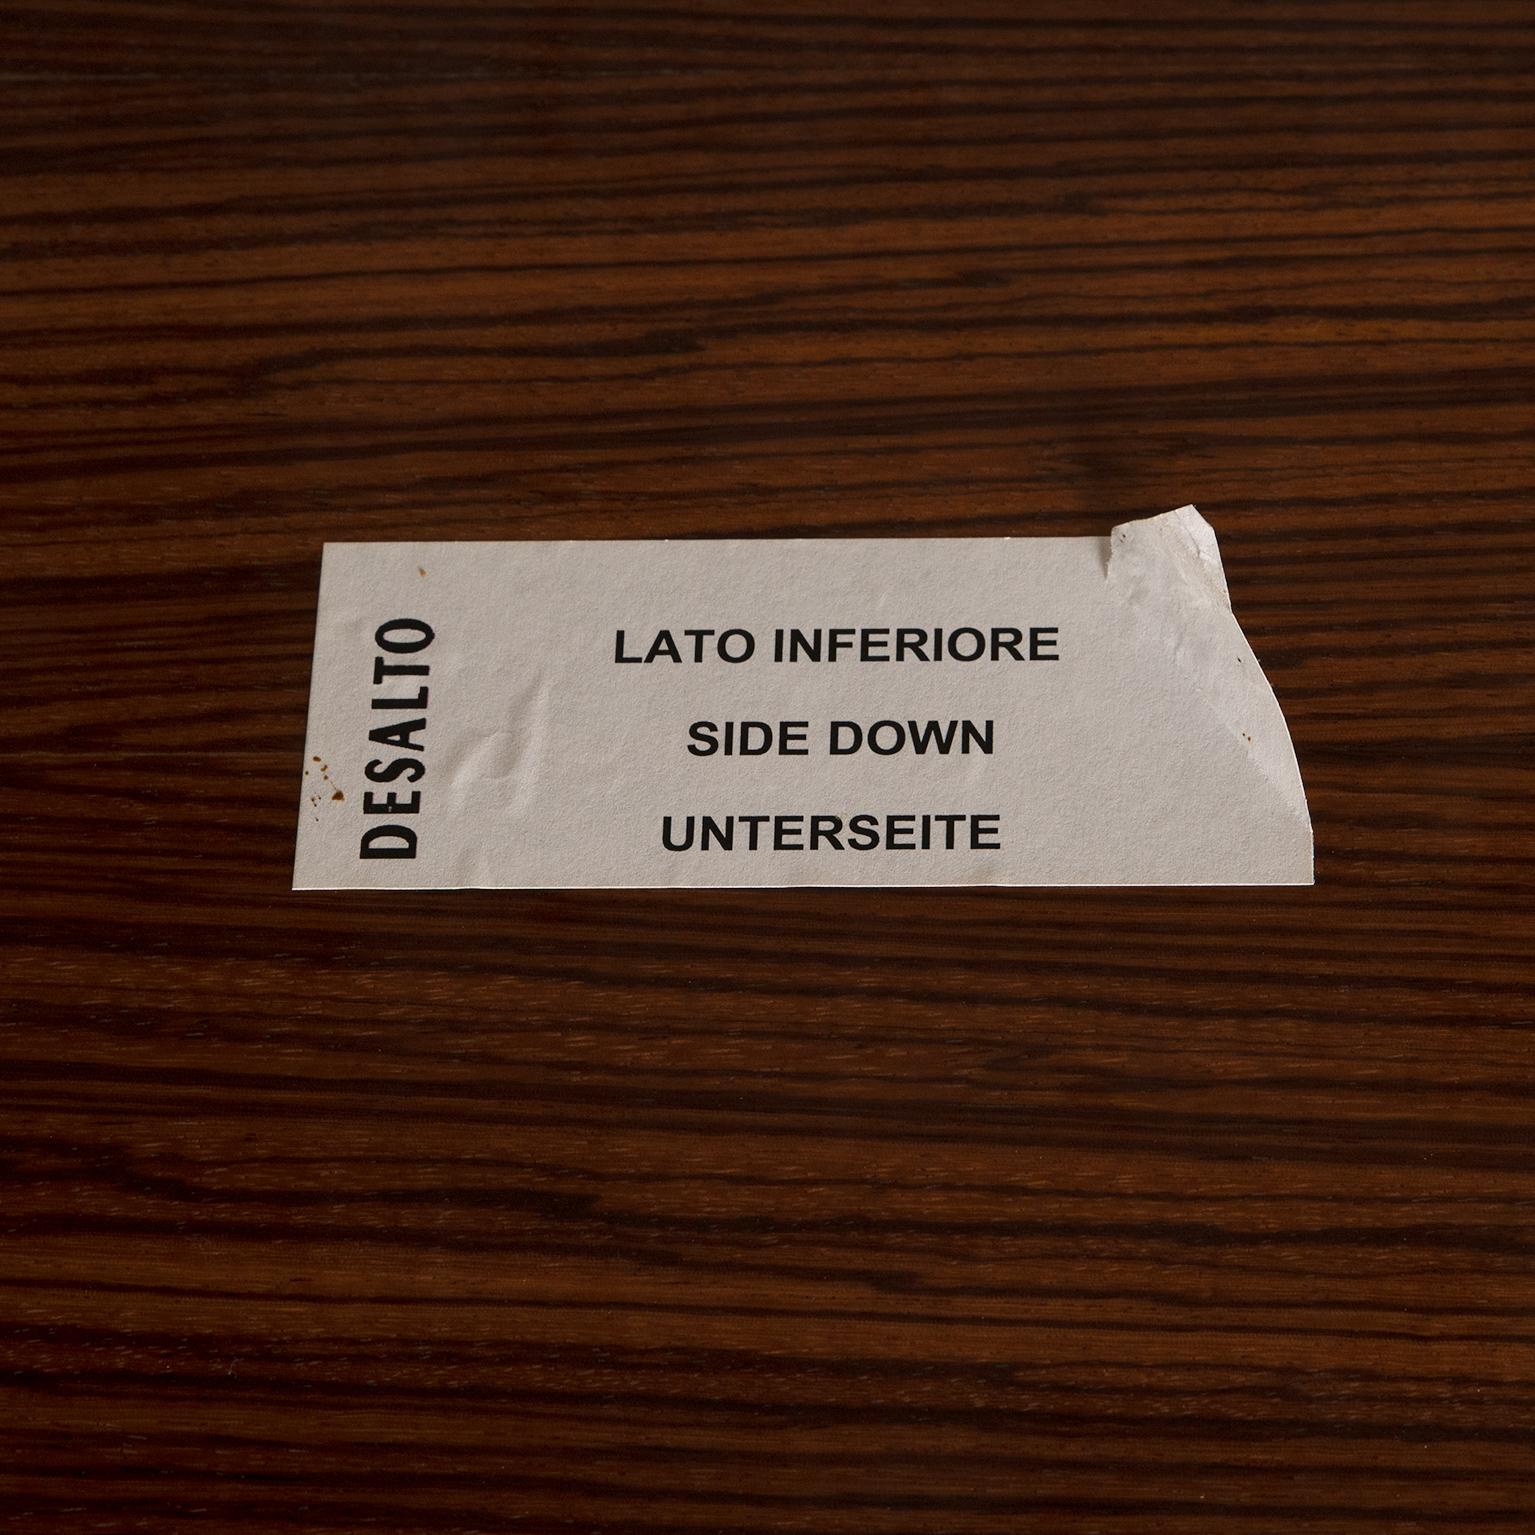 DESALTO
LATO INFERIORE
SIDE DOWN
UNTERSEITE